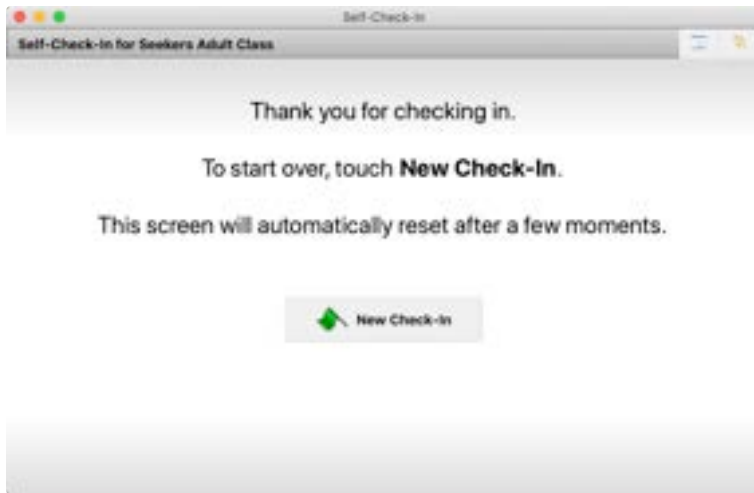 Self-Check-In
Self-Check-In for Seekers Adult Class
Thank you for checking in.
To start over, touch New Check-In.
This screen will automatically reset after a few moments.
New Check-In